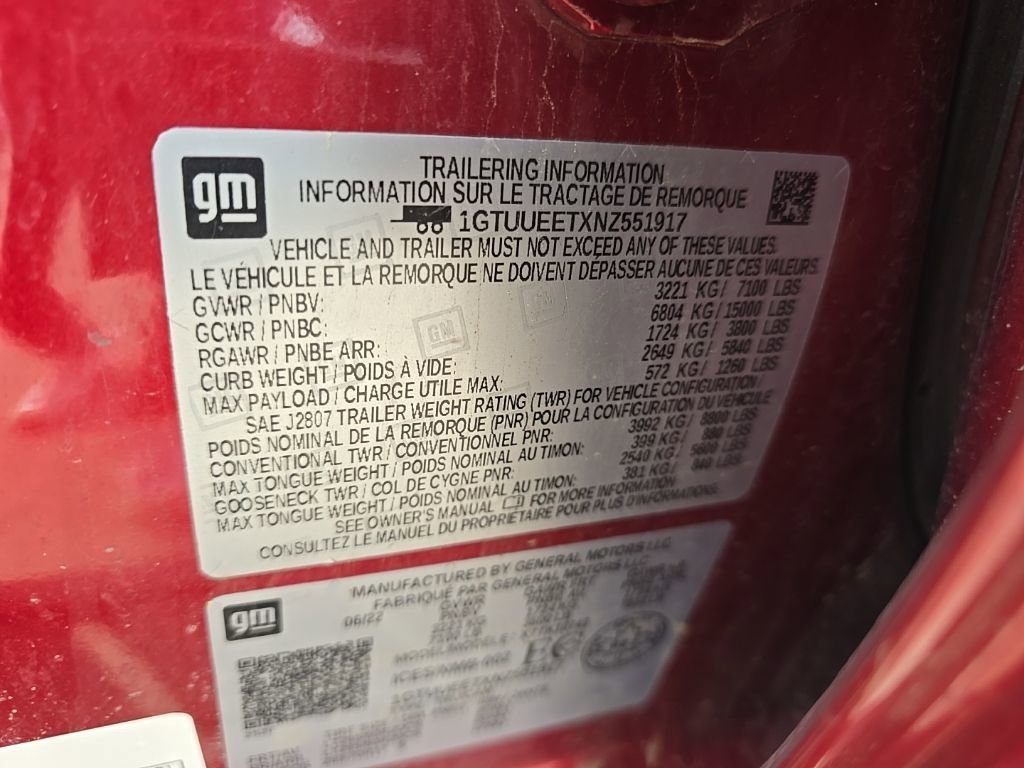 gm
TRAILERING INFORMATION
INFORMATION SUR LE TRACTAGE DE REMORQUE
1GTUUEETXNZ551917
VEHICLE AND TRAILER MUST NOT EXCEED ANY OF THESE VALUES.
LE VÉHICULE ET LA REMORQUE NE DOIVENT DÉPASSER AUCUNE DE CES VALEURS.
GVWR / PNBV: 3221 KG/ 7100 LBS
GCWR / PNBC: 6804 KG/ 15000 LBS
RGAWR / PNBE ARR: 1724 KG/ 3800 LBS
CURB WEIGHT / POIDS À VIDE: 2649 KG/ 5840 LBS
MAX PAYLOAD / CHARGE UTILE MAX: 572 KG/ 1260 LBS
SAE J2807 TRAILER WEIGHT RATING (TWR) FOR VEHICLE CONFIGURATION /
POIDS NOMINAL DE LA REMORQUE (PNR) POUR LA CONFIGURATION DU VÉHICULE
CONVENTIONAL TWR / CONVENTIONNEL PNR: 3992 KG/ 8800 LBS
MAX TONGUE WEIGHT / POIDS NOMINAL AU TIMON: 399 KG/ 880 LBS
GOOSENECK TWR / COL DE CYGNE PNR: 2540 KG/ 5600 LBS
MAX TONGUE WEIGHT / POIDS NOMINAL AU TIMON: 381 KG/ 840 LBS
SEE OWNER'S MANUAL FOR MORE INFORMATION
CONSULTEZ LE MANUEL DU PROPRIÉTAIRE POUR PLUS D'INFORMATIONS.
GM
GM
gm
MANUFACTURED BY GENERAL MOTORS LLC
FABRIQUÉ PAR GENERAL MOTORS LLC
06/22
GVWR
PNBV
3221 KG